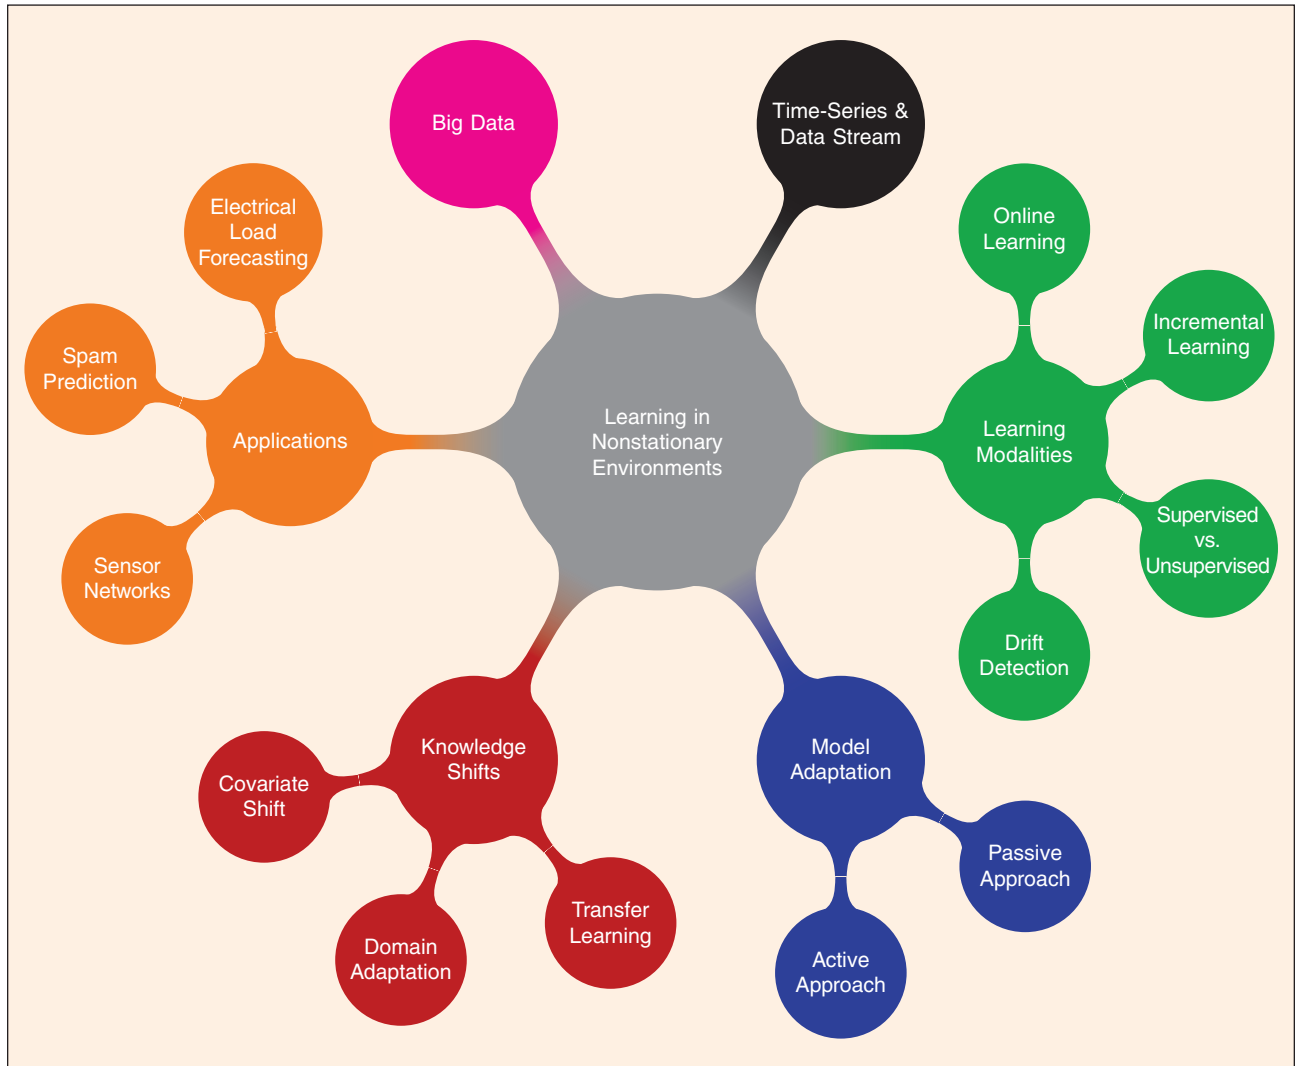 Big Data
Time-Series &
Data Stream
Electrical
Load
Forecasting
Online
Learning
Spam
Prediction
Incremental
Learning
Applications
Learning in
Nonstationary
Environments
Learning
Modalities
Sensor
Networks
Supervised
vs.
Unsupervised
Drift
Detection
Knowledge
Shifts
Model
Adaptation
Covariate
Shift
Passive
Approach
Transfer
Learning
Domain
Adaptation
Active
Approach